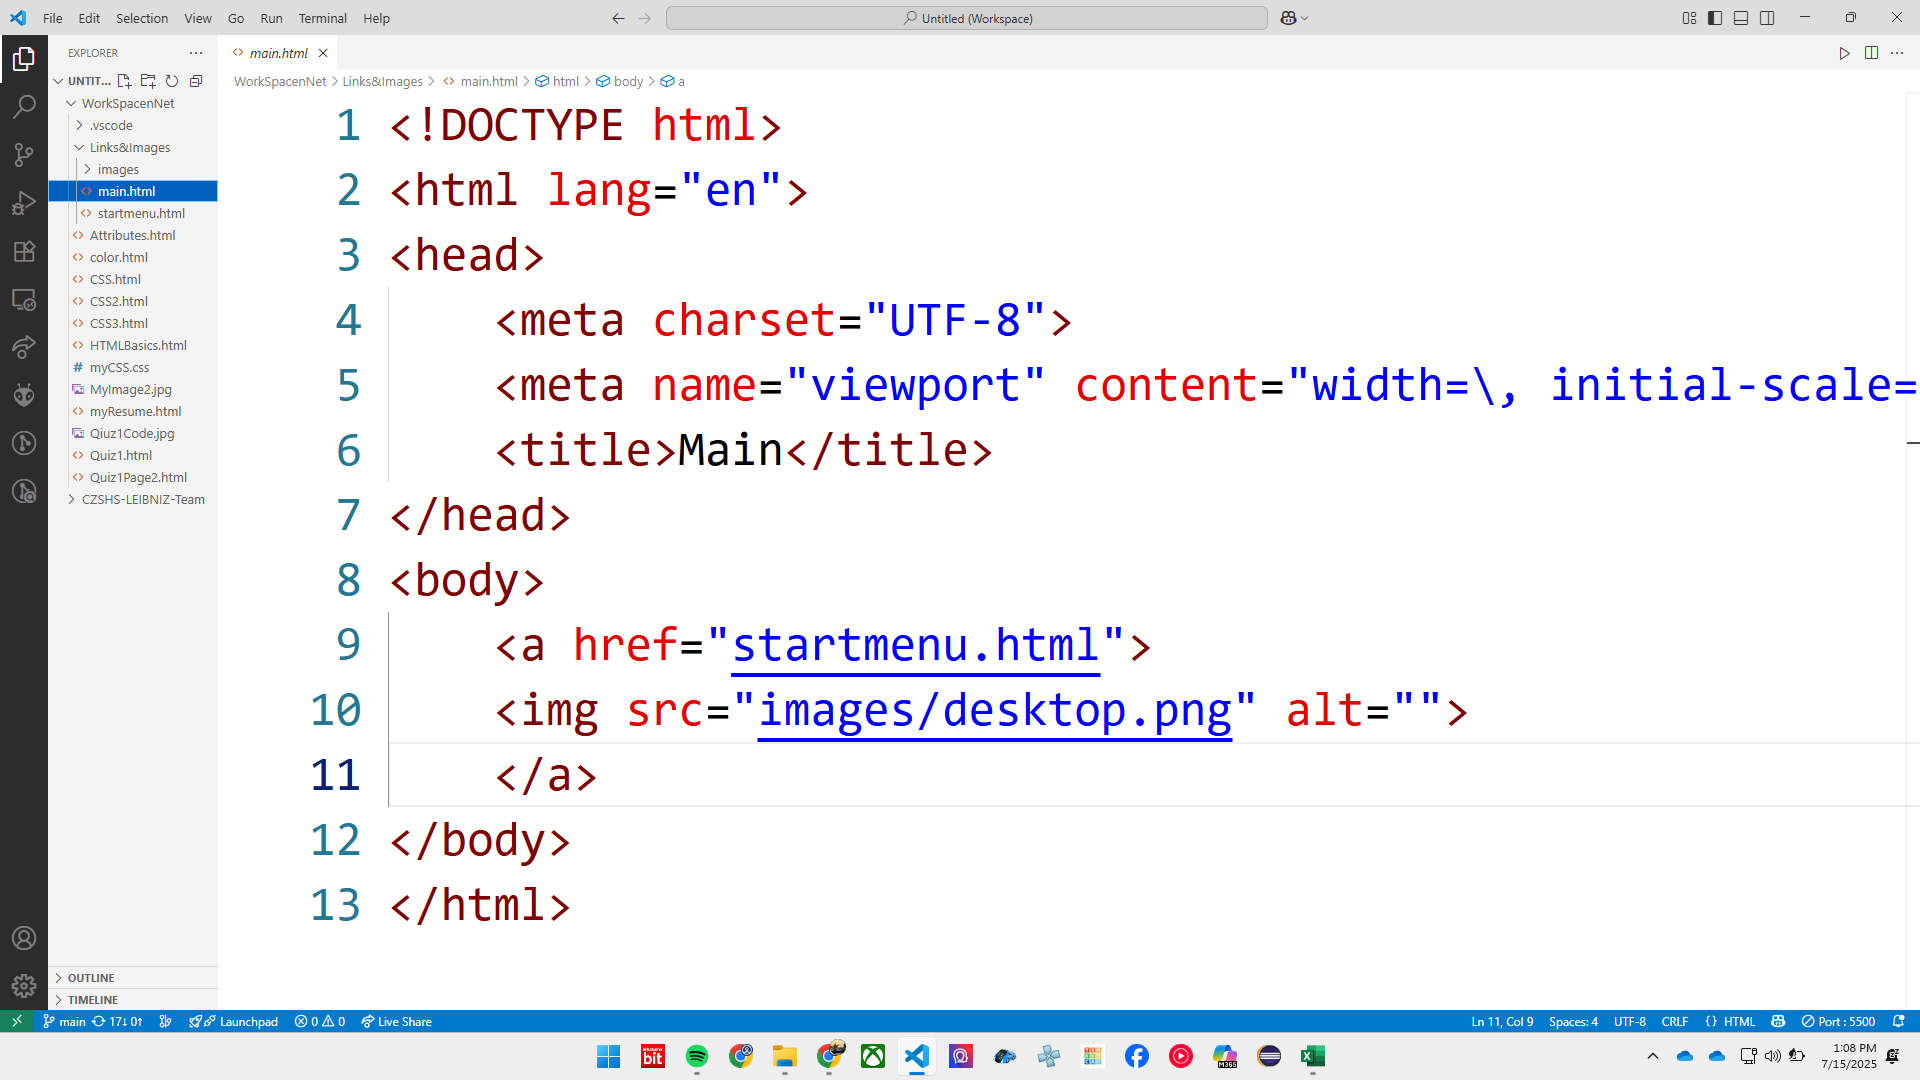 File Edit Selection View Go Run Terminal Help
Untitled (Workspace)
EXPLORER
UNTIT...
WorkSpacenNet
.vscode
Links&Images
images
main.html
startmenu.html
Attributes.html
color.html
CSS.html
CSS2.html
CSS3.html
HTMLBasics.html
# myCSS.css
MyImage2.jpg
myResume.html
Qiuz1Code.jpg
Quiz1.html
Quiz1Page2.html
CZSHS-LEIBNIZ-Team
OUTLINE
TIMELINE
main.html
WorkSpacenNet > Links&Images > main.html > html > body > a
1 <!DOCTYPE html>
2 <html lang="en">
3 <head>
4 <meta charset="UTF-8">
5 <meta name="viewport" content="width=\, initial-scale=
6 <title>Main</title>
7 </head>
8 <body>
9 <a href="startmenu.html">
10 <img src="images/desktop.png" alt="">
11 </a>
12 </body>
13 </html>
main 17↓ 0↑ Launchpad 0 0 Live Share Ln 11, Col 9 Spaces: 4 UTF-8 CRLF {} HTML Port : 5500
bit
M365
1:08 PM
7/15/2025